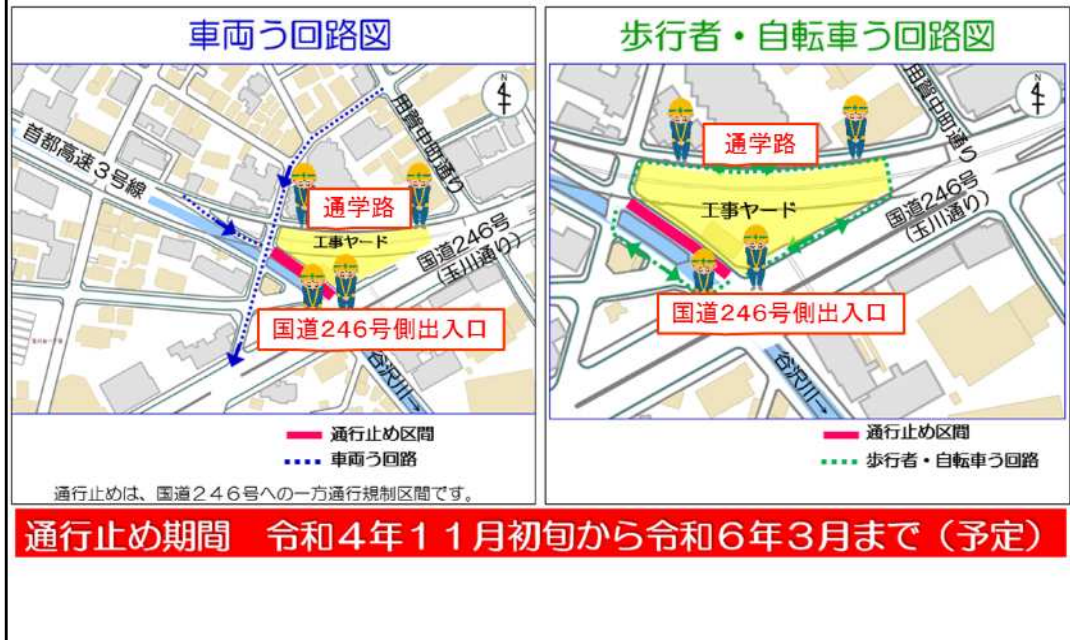 車両う回路図
N
首都高速3号線
用賀中町通り
通学路
工事ヤード
国道246号
(玉川通り)
国道246号側出入口
谷沢川→
通行止め区間
車両う回路
通行止めは、国道246号への一方通行規制区間です。
歩行者・自転車う回路図
N
用賀中町通り
通学路
工事ヤード
国道246号
(玉川通り)
国道246号側出入口
谷沢川→
通行止め区間
歩行者・自転車う回路
通行止め期間 令和4年11月初旬から令和6年3月まで(予定)